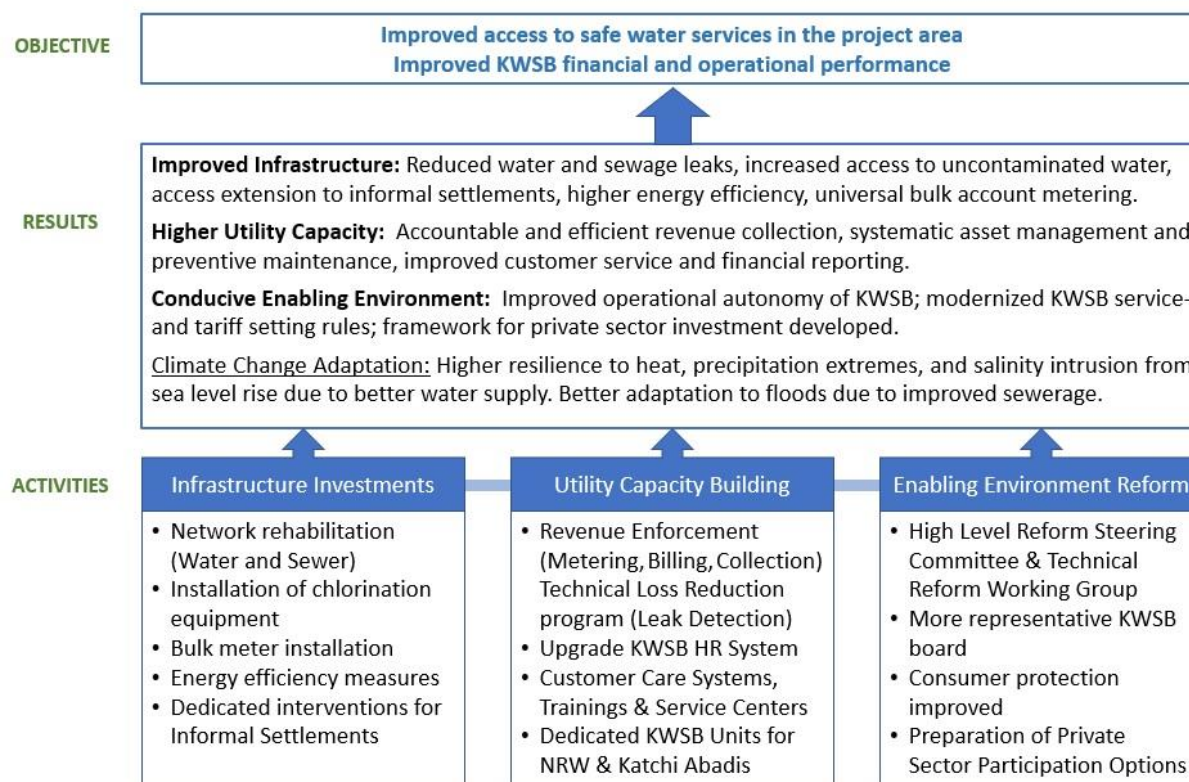 OBJECTIVE
Improved access to safe water services in the project area
Improved KWSB financial and operational performance
RESULTS
Improved Infrastructure: Reduced water and sewage leaks, increased access to uncontaminated water,
access extension to informal settlements, higher energy efficiency, universal bulk account metering.
Higher Utility Capacity: Accountable and efficient revenue collection, systematic asset management and
preventive maintenance, improved customer service and financial reporting.
Conducive Enabling Environment: Improved operational autonomy of KWSB; modernized KWSB service-
and tariff setting rules; framework for private sector investment developed.
Climate Change Adaptation: Higher resilience to heat, precipitation extremes, and salinity intrusion from
sea level rise due to better water supply. Better adaptation to floods due to improved sewerage.
ACTIVITIES
Infrastructure Investments
• Network rehabilitation
(Water and Sewer)
• Installation of chlorination
equipment
• Bulk meter installation
• Energy efficiency measures
• Dedicated interventions for
Informal Settlements
Utility Capacity Building
• Revenue Enforcement
(Metering, Billing, Collection)
Technical Loss Reduction
program (Leak Detection)
• Upgrade KWSB HR System
• Customer Care Systems,
Trainings & Service Centers
• Dedicated KWSB Units for
NRW & Katchi Abadis
Enabling Environment Reform
• High Level Reform Steering
Committee & Technical
Reform Working Group
• More representative KWSB
board
• Consumer protection
improved
• Preparation of Private
Sector Participation Options